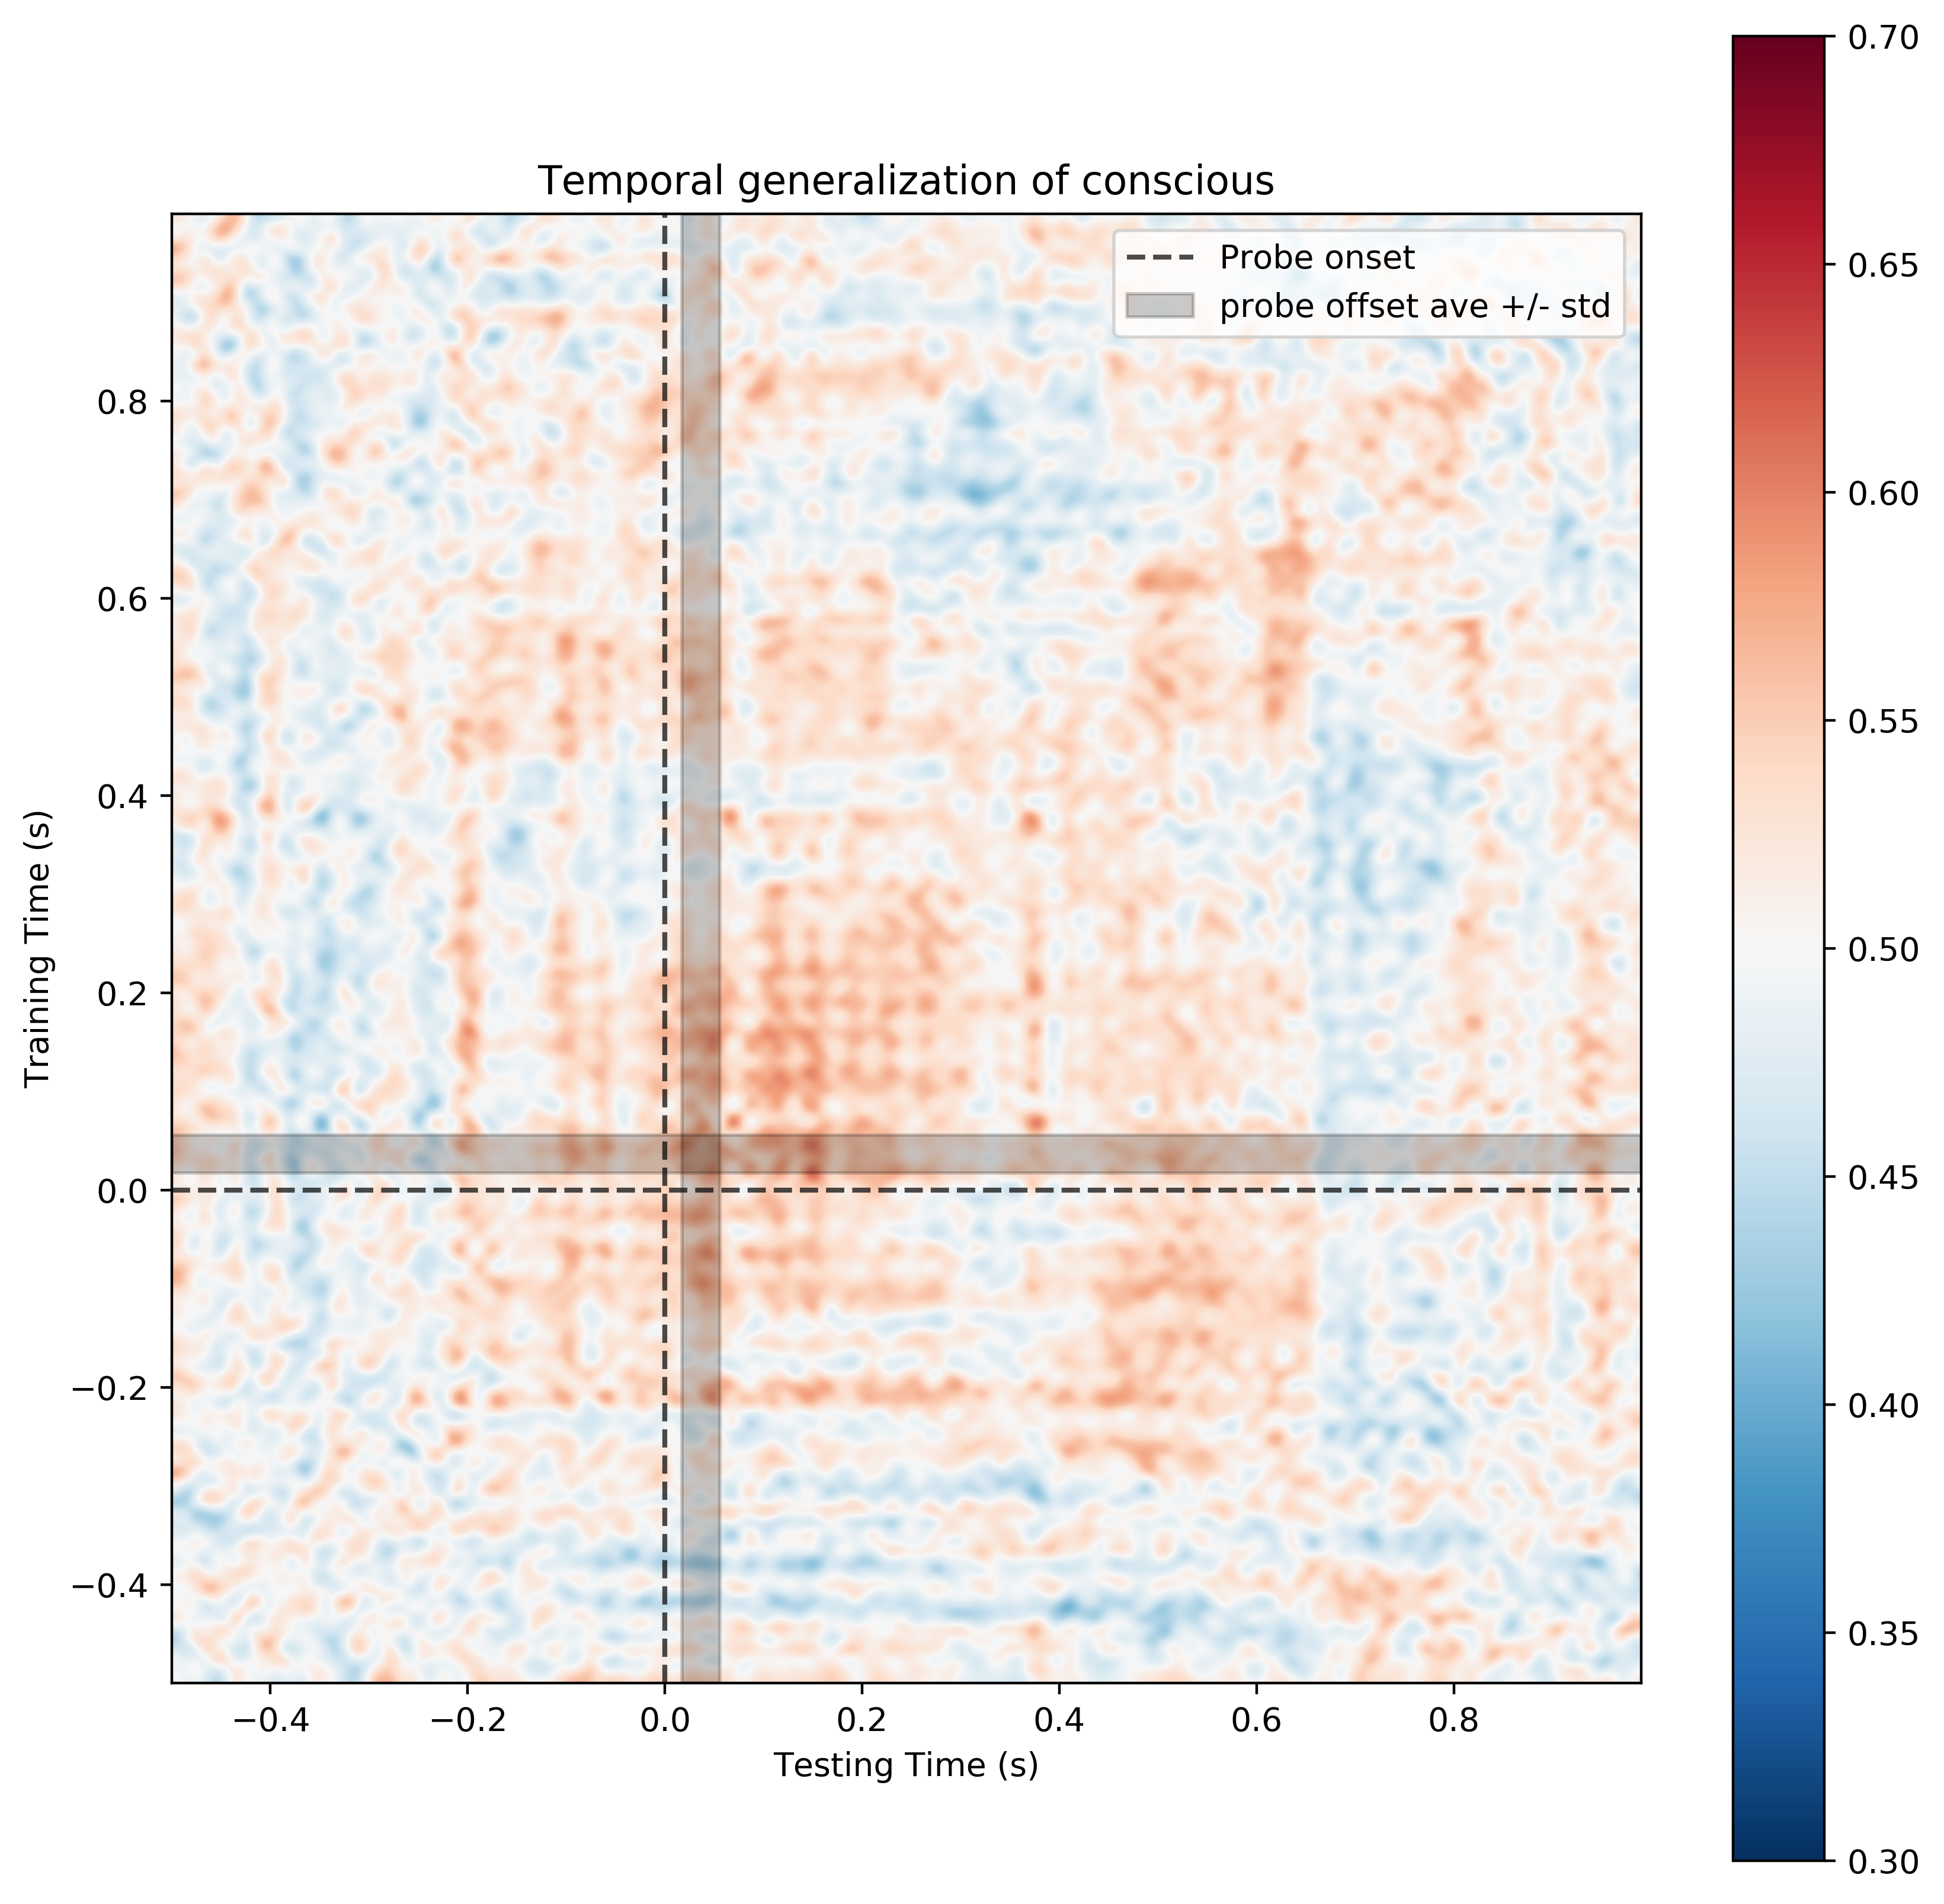 Temporal generalization of conscious
Probe onset
probe offset ave +/- std
Training Time (s)
0.8
0.6
0.4
0.2
0.0
−0.2
−0.4
−0.4 −0.2 0.0 0.2 0.4 0.6 0.8
Testing Time (s)
0.70
0.65
0.60
0.55
0.50
0.45
0.40
0.35
0.30